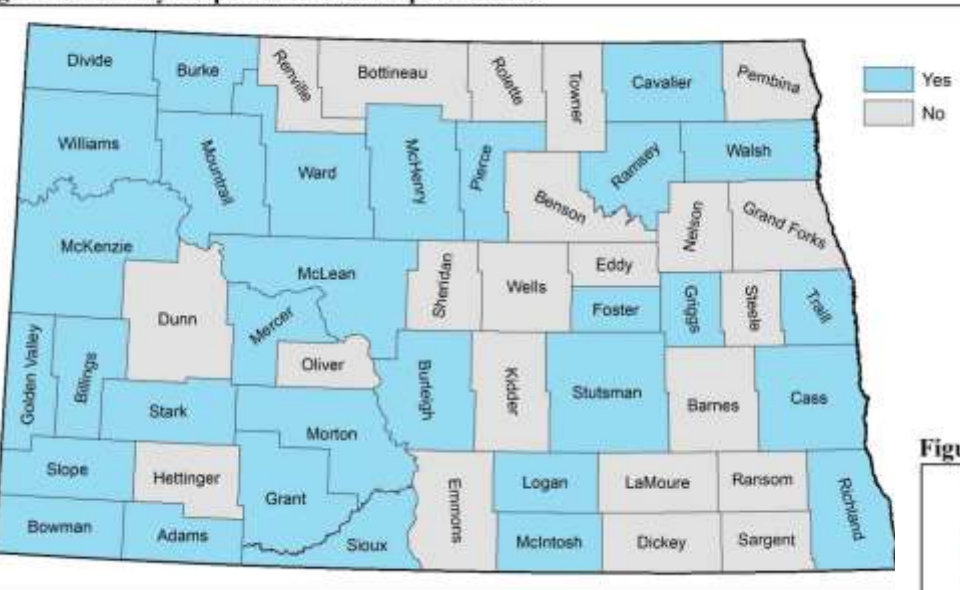 Divide
Burke
Renville
Bottineau
Rolette
Towner
Cavalier
Pembina
Yes
No
Williams
Mountrail
Ward
McHenry
Pierce
Benson
Ramsey
Walsh
Nelson
Grand Forks
McKenzie
McLean
Sheridan
Wells
Eddy
Foster
Griggs
Steele
Traill
Dunn
Mercer
Oliver
Golden Valley
Billings
Stark
Morton
Burleigh
Kidder
Stutsman
Barnes
Cass
Slope
Hettinger
Grant
Emmons
Logan
LaMoure
Ransom
Richland
Bowman
Adams
Sioux
McIntosh
Dickey
Sargent
Figu